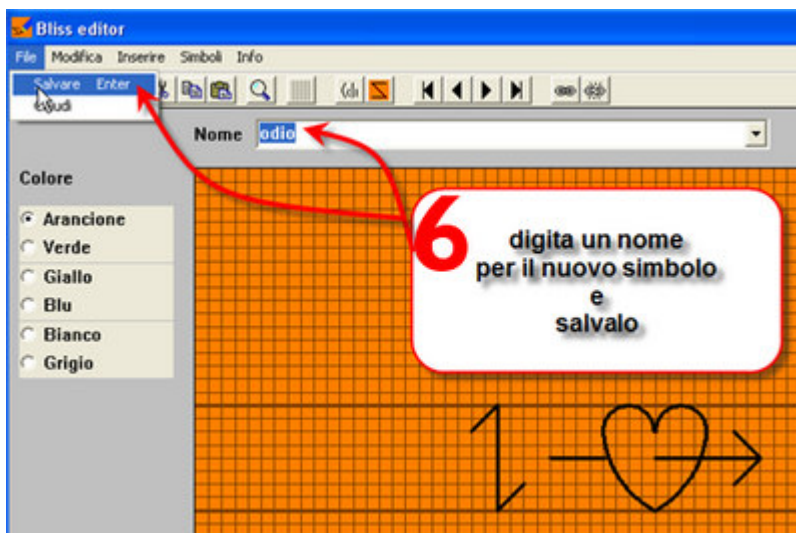 Bliss editor
File Modifica Inserire Simboli Info
Salvare Enter
Nome odio
Colore
Arancione
Verde
Giallo
Blu
Bianco
Grigio
6
digita un nome
per il nuovo simbolo
e
salvalo